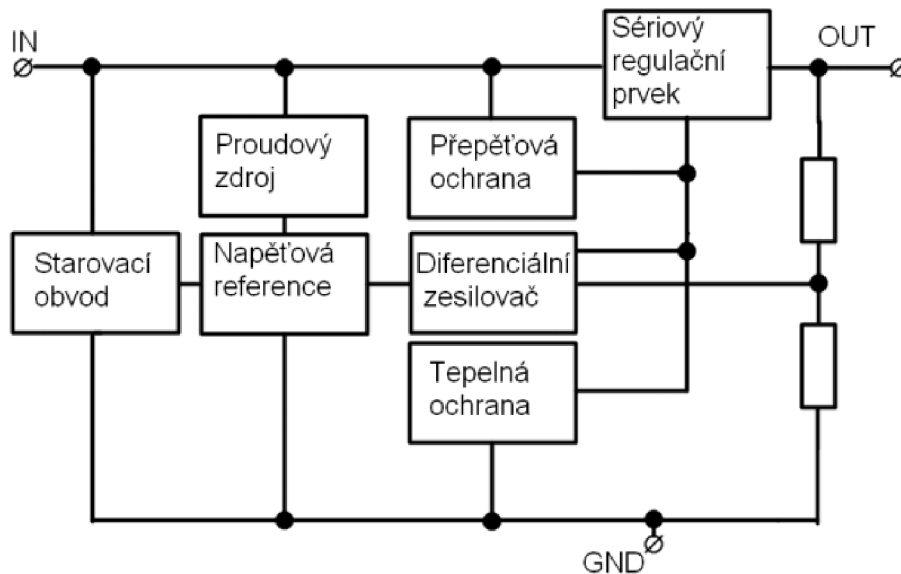 IN
Sériový
regulační
prvek
OUT
Proudový
zdroj
Přepěťová
ochrana
Starovací
obvod
Napěťová
reference
Diferenciální
zesilovač
Tepelná
ochrana
GND